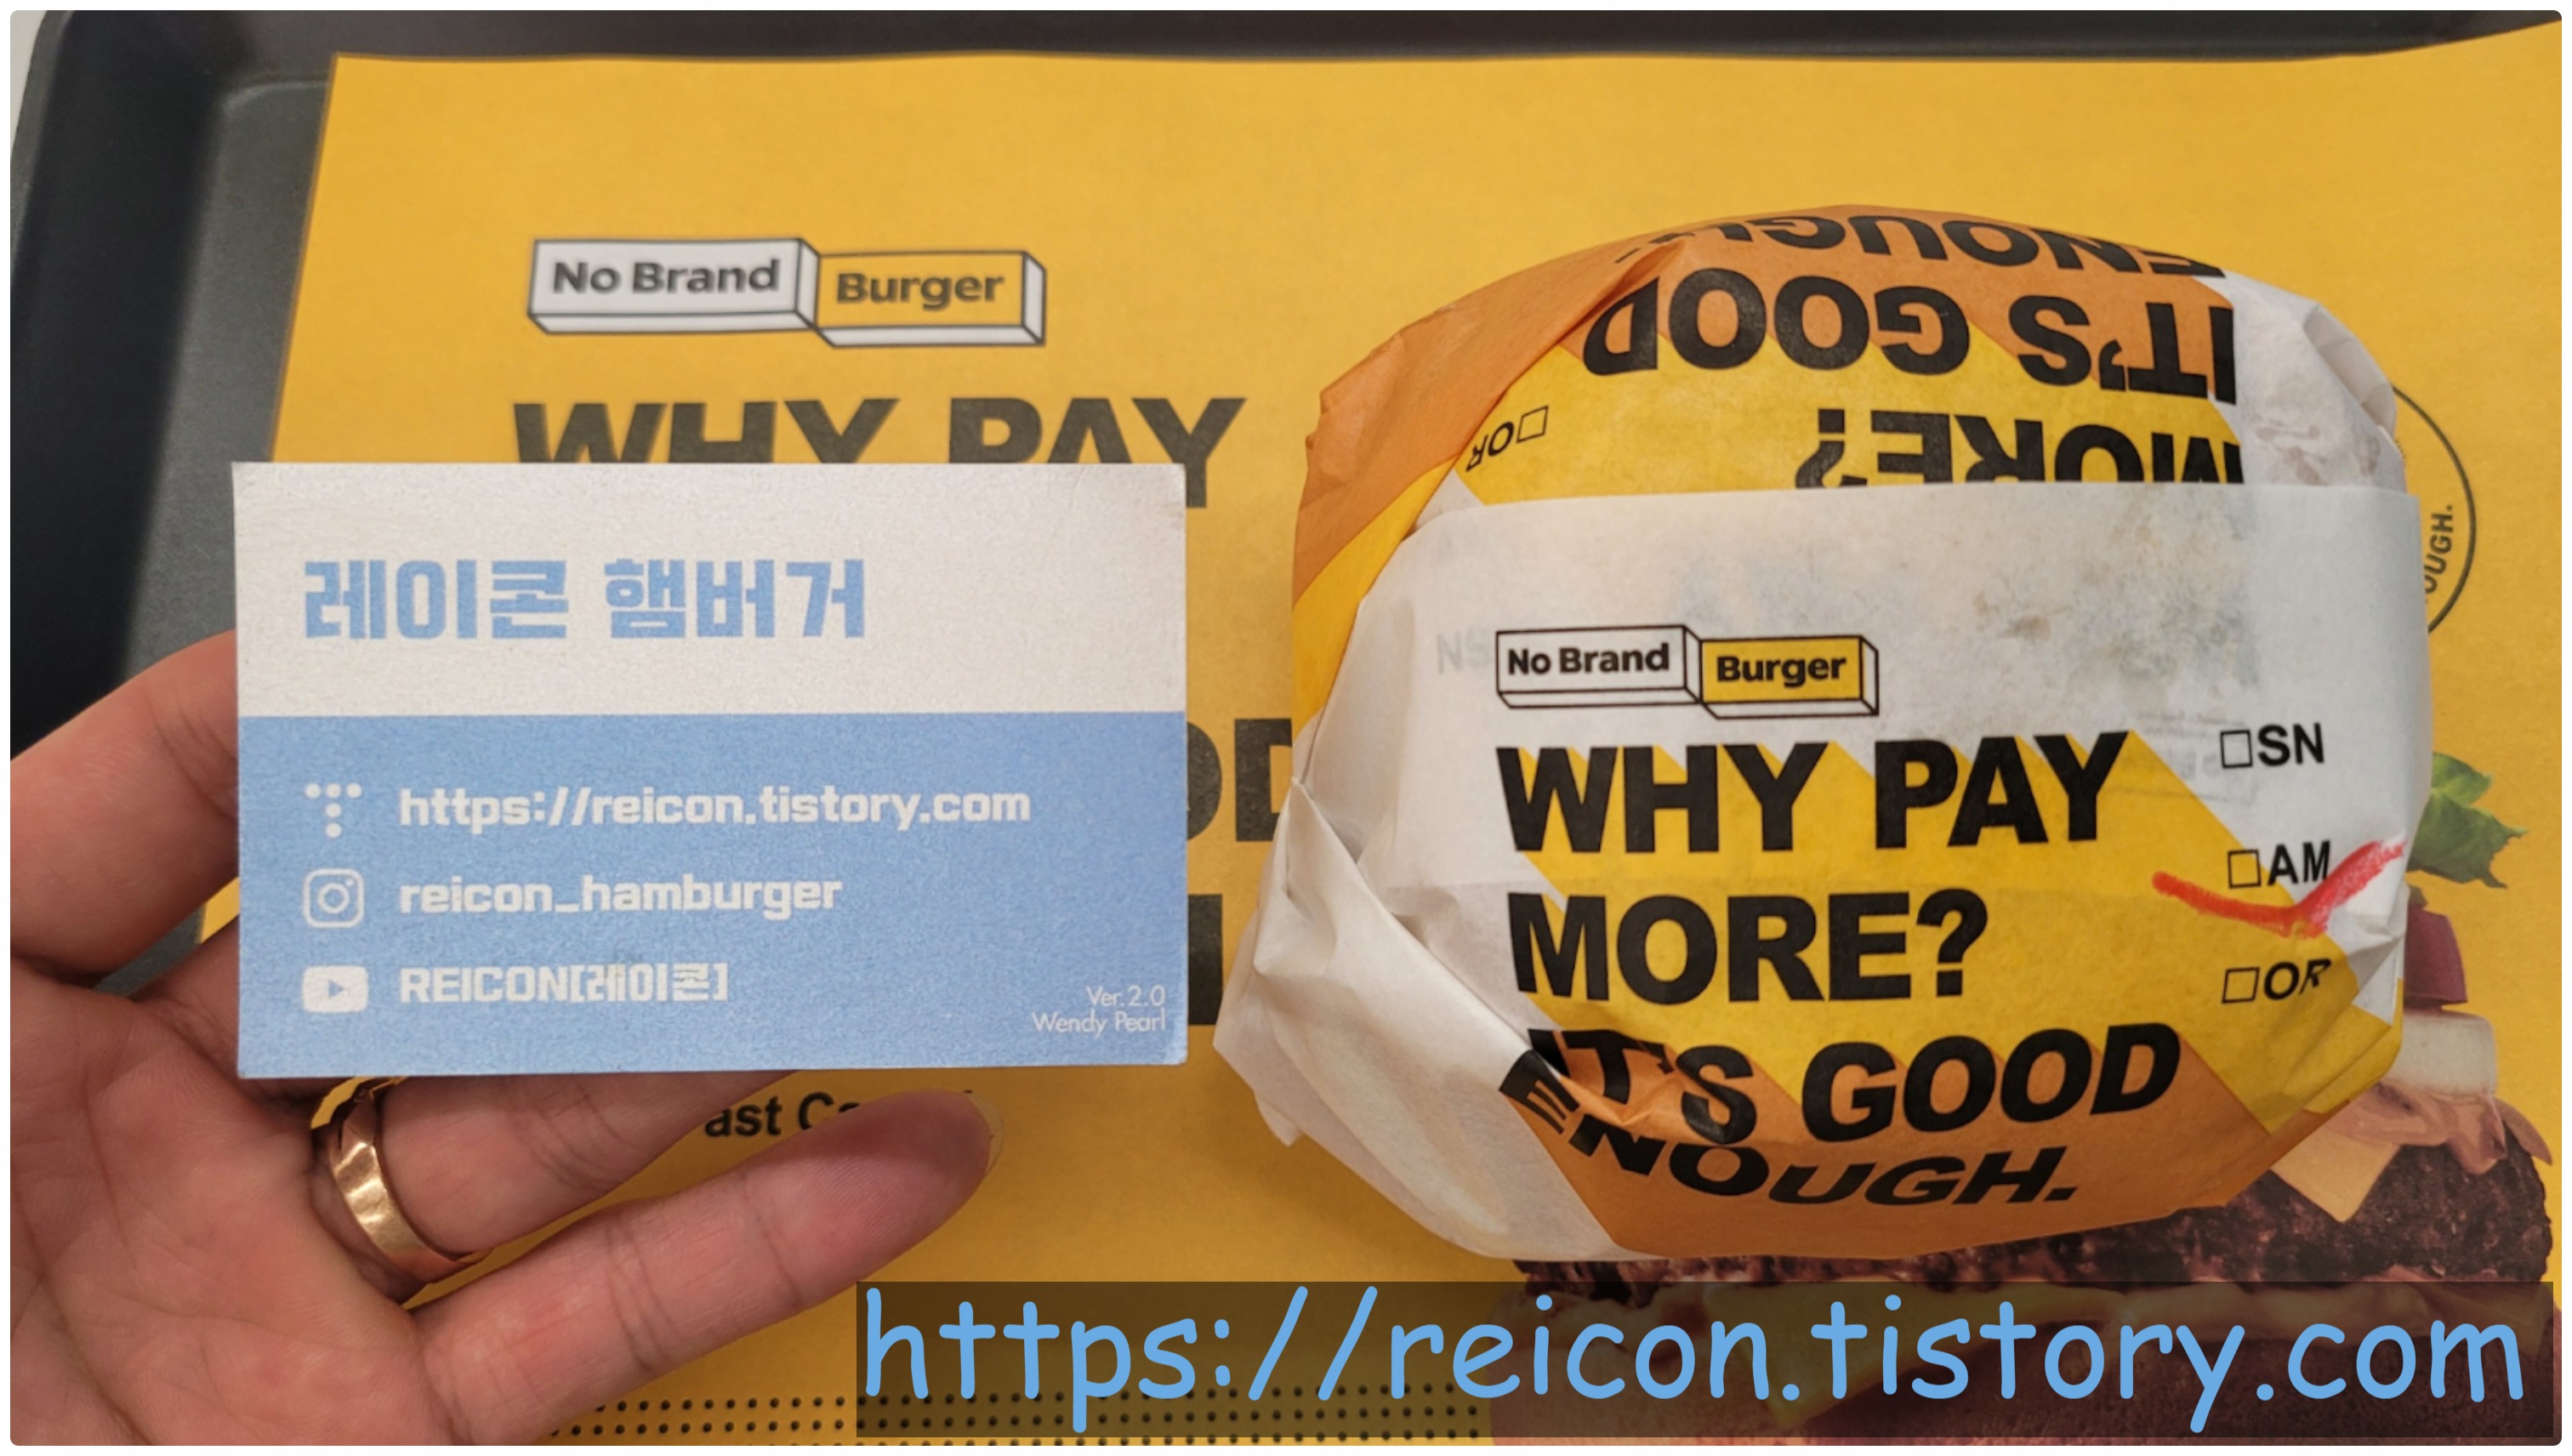 No Brand Burger
WHY PAY
레이콘 햄버거
https://reicon.tistory.com
reicon_hamburger
REICON[레이콘]
Ver.2.0
Wendy Pearl
ENOUGH.
IT'S GOOD
MORE?
□OR
No Brand Burger
WHY PAY
MORE?
IT'S GOOD
ENOUGH.
□SN
□AM
□OR
https://reicon.tistory.com